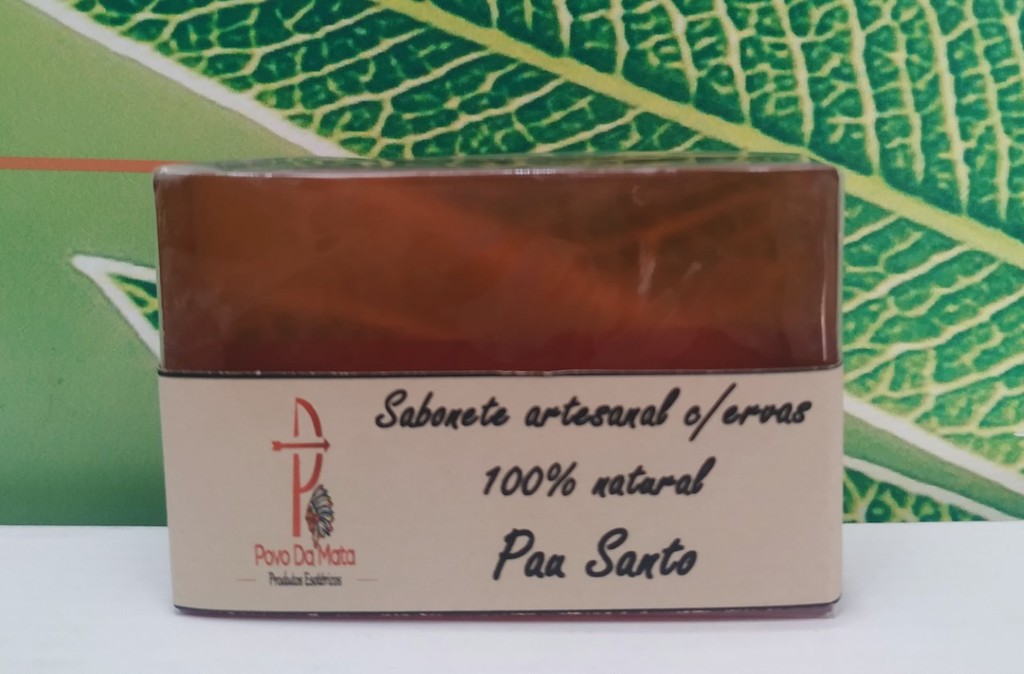 Sabonete artesanal c/ervas
100% natural
Pau Santo
Povo Da Mata
Produtos Esotéricos